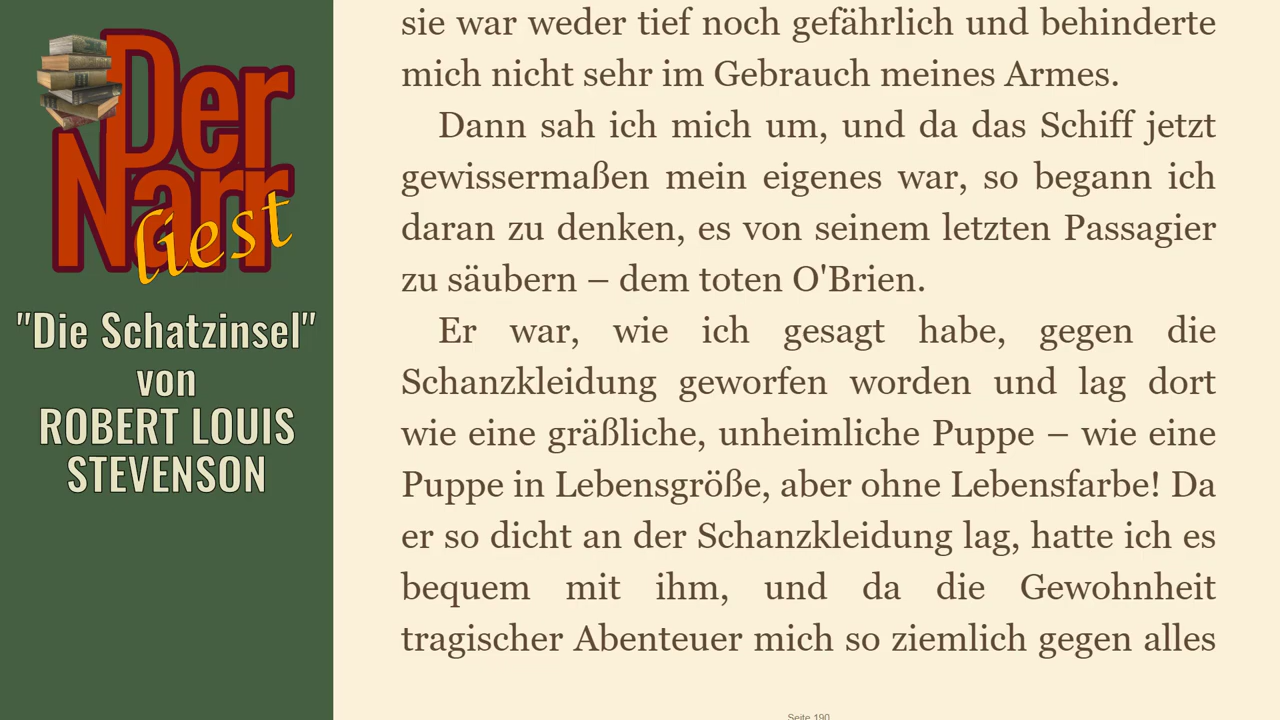 Der
Narr
liest
"Die Schatzinsel"
von
ROBERT LOUIS
STEVENSON
sie war weder tief noch gefährlich und behinderte
mich nicht sehr im Gebrauch meines Armes.
Dann sah ich mich um, und da das Schiff jetzt
gewissermaßen mein eigenes war, so begann ich
daran zu denken, es von seinem letzten Passagier
zu säubern – dem toten O'Brien.
Er war, wie ich gesagt habe, gegen die
Schanzkleidung geworfen worden und lag dort
wie eine gräßliche, unheimliche Puppe – wie eine
Puppe in Lebensgröße, aber ohne Lebensfarbe! Da
er so dicht an der Schanzkleidung lag, hatte ich es
bequem mit ihm, und da die Gewohnheit
tragischer Abenteuer mich so ziemlich gegen alles
Seite 190